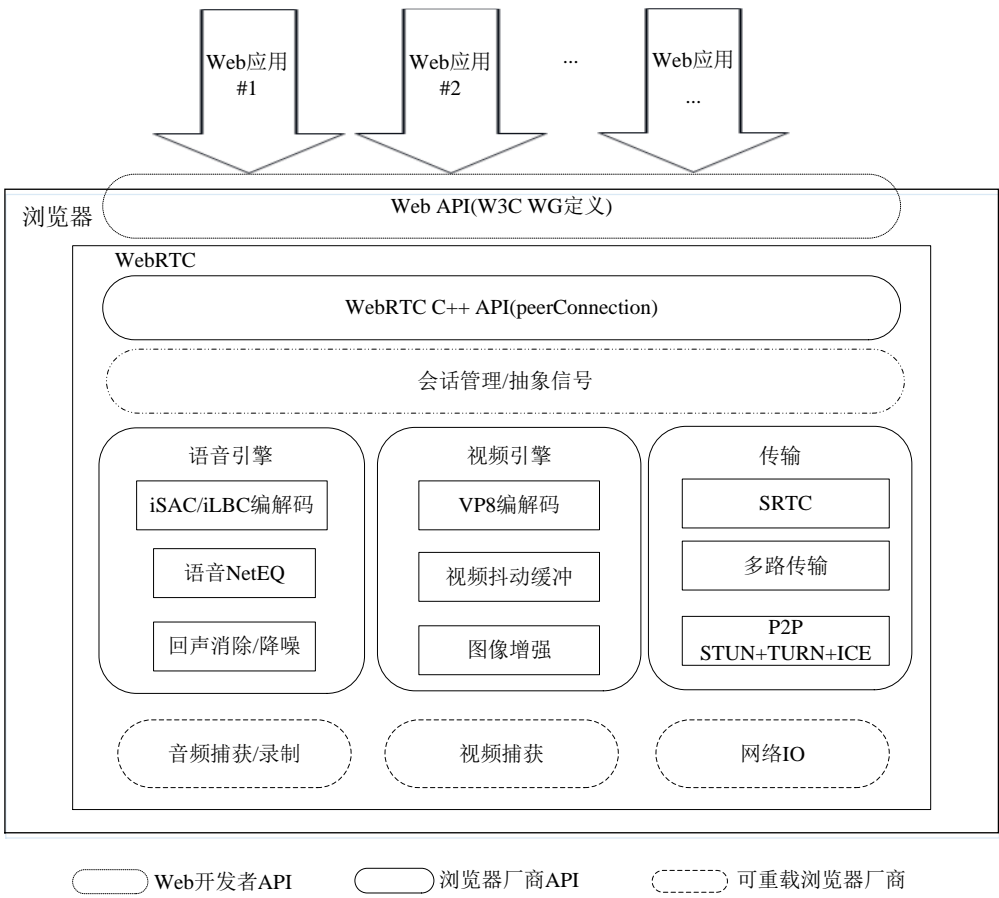 Web应用
#1
Web应用
#2
...
Web应用
...
浏览器
Web API(W3C WG定义)
WebRTC
WebRTC C++ API(peerConnection)
会话管理/抽象信号
语音引擎
iSAC/iLBC编解码
语音NetEQ
回声消除/降噪
视频引擎
VP8编解码
视频抖动缓冲
图像增强
传输
SRTC
多路传输
P2P
STUN+TURN+ICE
音频捕获/录制
视频捕获
网络IO
Web开发者API
浏览器厂商API
可重载浏览器厂商